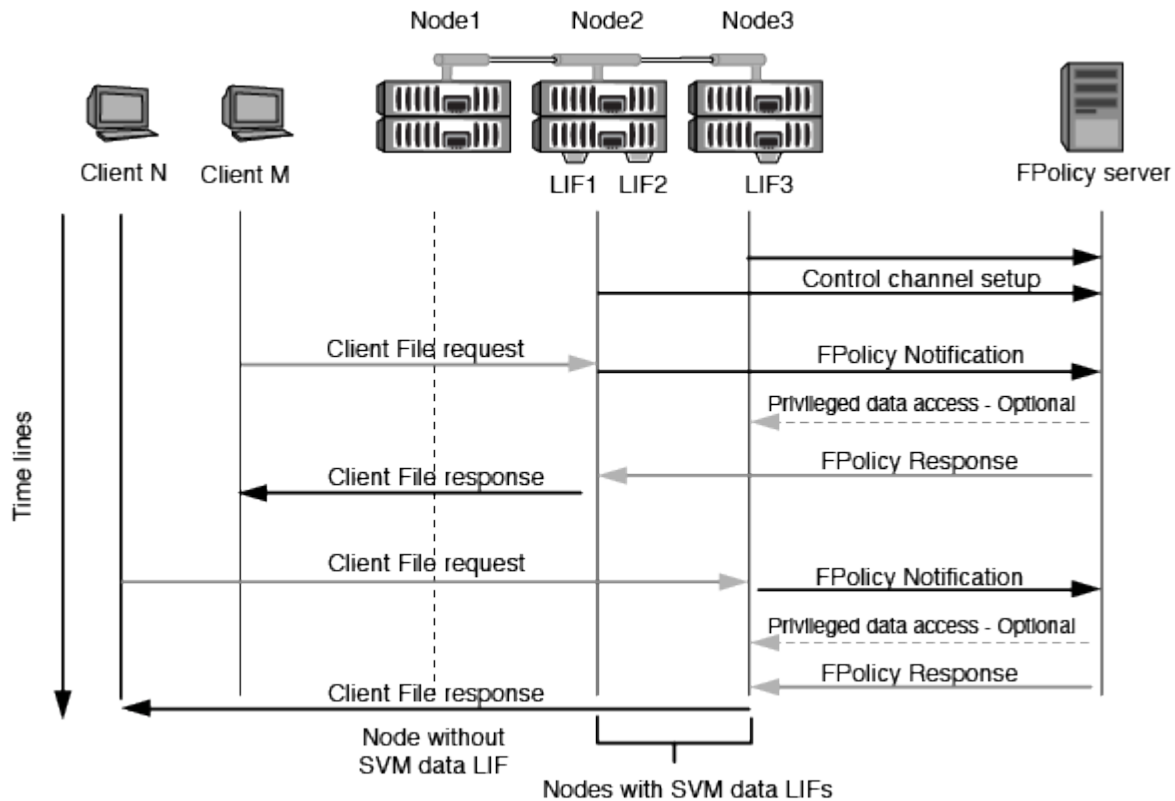 Node1
Node2
Node3
Client N
Client M
LIF1
LIF2
LIF3
FPolicy server
Time lines
Control channel setup
Client File request
FPolicy Notification
Privileged data access - Optional
FPolicy Response
Client File response
Client File request
FPolicy Notification
Privileged data access - Optional
FPolicy Response
Client File response
Node without
SVM data LIF
Nodes with SVM data LIFs